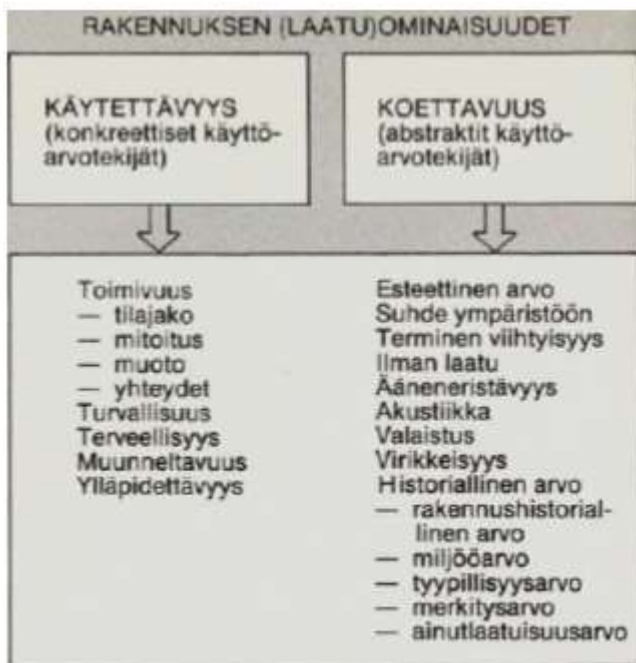 RAKENNUKSEN (LAATU)OMINAISUUDET
KÄYTETTÄVYYS
(konkreettiset käyttö-
arvotekijät)
KOETTAVUUS
(abstraktit käyttö-
arvotekijät)
Toimivuus
— tilajako
— mitoitus
— muoto
— yhteydet
Turvallisuus
Terveellisyys
Muunneltavuus
Ylläpidettävyys
Esteettinen arvo
Suhde ympäristöön
Terminen viihtyisyys
Ilman laatu
Ääneneristävyys
Akustiikka
Valaistus
Virikkeisyys
Historiallinen arvo
— rakennushistorial-
linen arvo
— miljööarvo
— tyypillisyysarvo
— merkitysarvo
— ainutlaatuisuusarvo